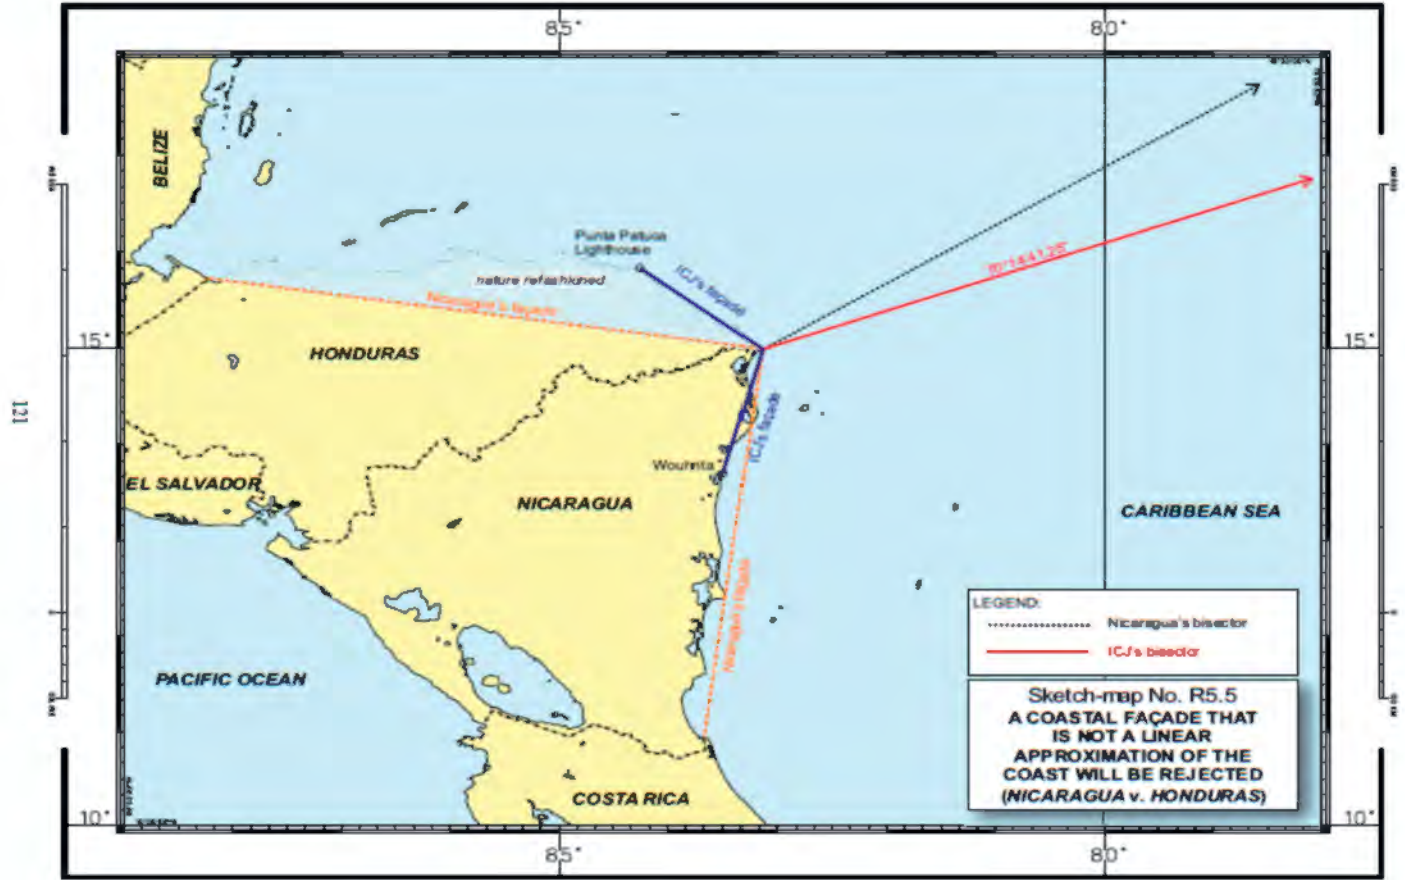 85°
80°
BELIZE
Punta Patuca
Lighthouse
ICJ's façade
nature refashioned
Nicaragua's façade
70°14'41.25"
15°
15°
HONDURAS
121
ICJ's façade
Wouhnta
EL SALVADOR
NICARAGUA
CARIBBEAN SEA
Nicaragua's façade
LEGEND:
Nicaragua's bisector
ICJ's bisector
PACIFIC OCEAN
Sketch-map No. R5.5
A COASTAL FAÇADE THAT
IS NOT A LINEAR
APPROXIMATION OF THE
COAST WILL BE REJECTED
(NICARAGUA v. HONDURAS)
COSTA RICA
10°
10°
85°
80°